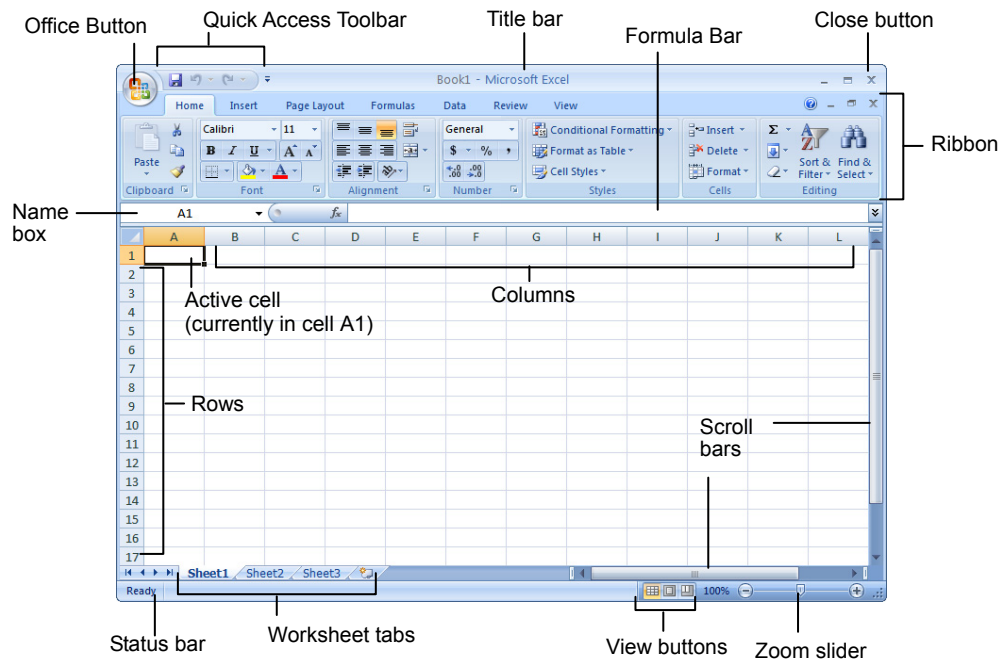 Office Button
Quick Access Toolbar
Title bar
Formula Bar
Close button
Book1 - Microsoft Excel
Home Insert Page Layout Formulas Data Review View
Ribbon
Calibri 11 General Conditional Formatting Insert Σ
Paste B I U A A $ % , Format as Table Delete Sort & Find &
A .00 .0 Cell Styles Format Filter Select
Clipboard Font Alignment Number Styles Cells Editing
Name
box
A1 fx
A B C D E F G H I J K L
1
2
3
4
5
6
7
8
9
10
11
12
13
14
15
16
17
Active cell
(currently in cell A1)
Columns
Rows
Scroll
bars
Sheet1 Sheet2 Sheet3
Ready 100%
Status bar
Worksheet tabs
View buttons
Zoom slider